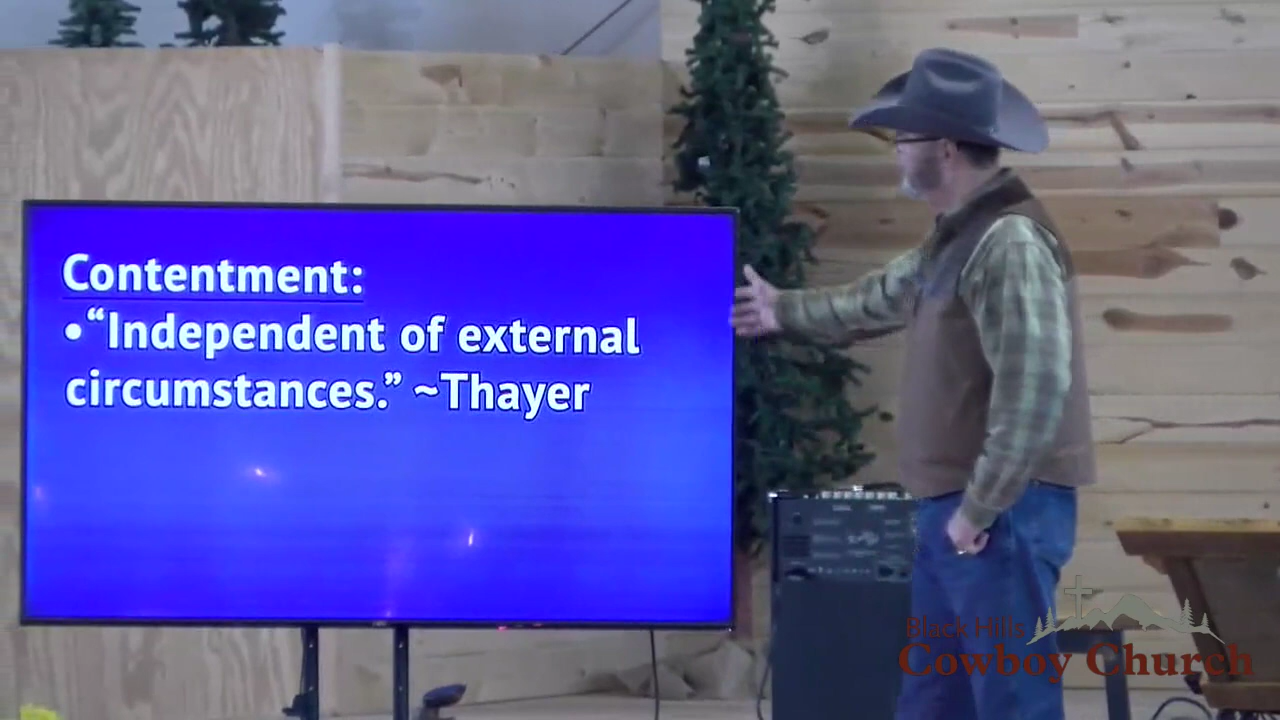 Contentment:
•“Independent of external
circumstances.” ~Thayer
Black Hills
Cowboy Church